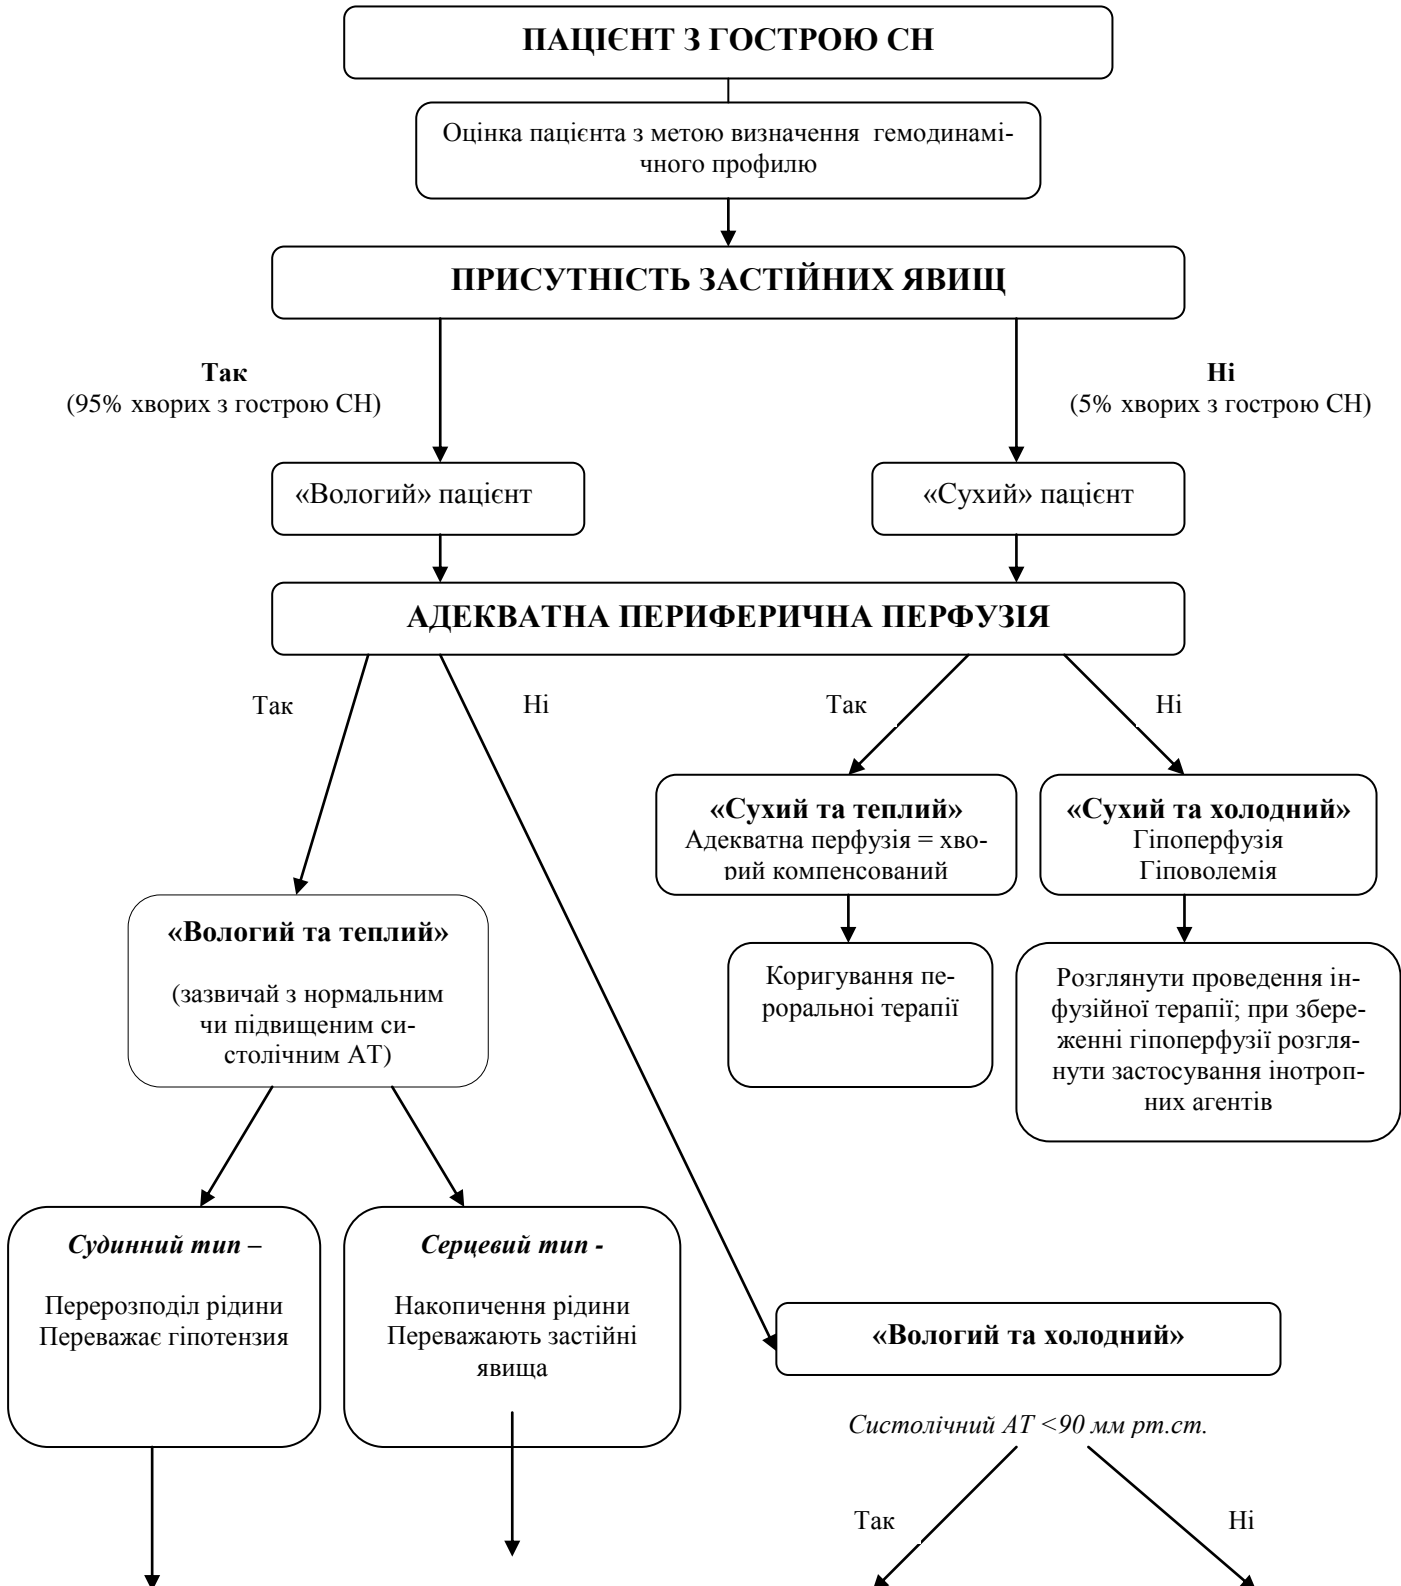 ПАЦІЄНТ З ГОСТРОЮ СН
Оцінка пацієнта з метою визначення гемодинамі-
чного профилю
ПРИСУТНІСТЬ ЗАСТІЙНИХ ЯВИЩ
Так
(95% хворих з гострою СН)
Ні
(5% хворих з гострою СН)
«Вологий» пацієнт
«Сухий» пацієнт
АДЕКВАТНА ПЕРИФЕРИЧНА ПЕРФУЗІЯ
Так
Ні
Так
Ні
«Сухий та теплий»
Адекватна перфузія = хво-
рий компенсований
«Сухий та холодний»
Гіпоперфузія
Гіповолемія
«Вологий та теплий»
(зазвичай з нормальним
чи підвищеним си-
столічним АТ)
Коригування пе-
роральної терапії
Розглянути проведення ін-
фузійної терапії; при збере-
женні гіпоперфузії розгля-
нути застосування інотроп-
них агентів
Судинний тип –
Перерозподіл рідини
Переважає гіпотензия
Серцевий тип -
Накопичення рідини
Переважають застійні
явища
«Вологий та холодний»
Систолічний АТ <90 мм рт.ст.
Так
Ні